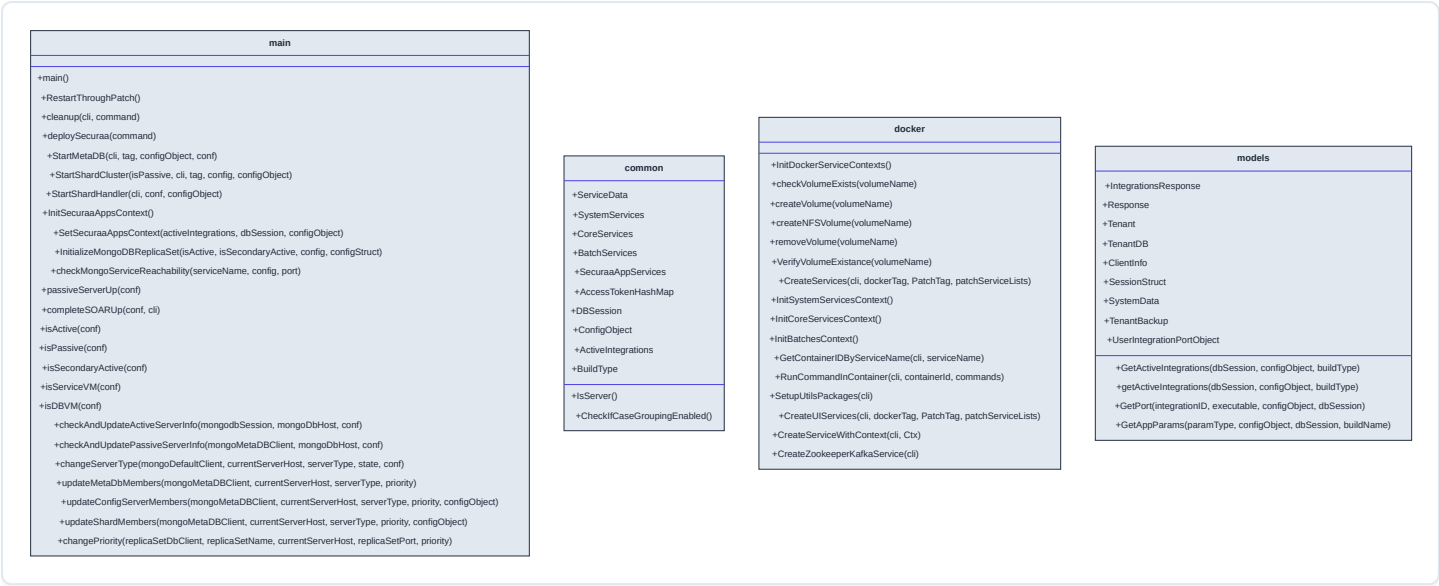 main
+main()
+RestartThroughPatch()
+cleanup(cli, command)
+deploySecuraa(command)
+StartMetaDB(cli, tag, configObject, conf)
+StartShardCluster(isPassive, cli, tag, config, configObject)
+StartShardHandler(cli, conf, configObject)
+InitSecuraaAppsContext()
+SetSecuraaAppsContext(activeIntegrations, dbSession, configObject)
+InitializeMongoDBReplicaSet(isActive, isSecondaryActive, config, configStruct)
+checkMongoServiceReachability(serviceName, config, port)
+passiveServerUp(conf)
+completeSOARUp(conf, cli)
+isActive(conf)
+isPassive(conf)
+isSecondaryActive(conf)
+isServiceVM(conf)
+isDBVM(conf)
+checkAndUpdateActiveServerInfo(mongodbSession, mongoDbHost, conf)
+checkAndUpdatePassiveServerInfo(mongoMetaDBClient, mongoDbHost, conf)
+changeServerType(mongoDefaultClient, currentServerHost, serverType, state, conf)
+updateMetaDbMembers(mongoMetaDBClient, currentServerHost, serverType, priority)
+updateConfigServerMembers(mongoMetaDBClient, currentServerHost, serverType, priority, configObject)
+updateShardMembers(mongoMetaDBClient, currentServerHost, serverType, priority, configObject)
+changePriority(replicaSetDbClient, replicaSetName, currentServerHost, replicaSetPort, priority)
common
+ServiceData
+SystemServices
+CoreServices
+BatchServices
+SecuraaAppServices
+AccessTokenHashMap
+DBSession
+ConfigObject
+ActiveIntegrations
+BuildType
+IsServer()
+CheckIfCaseGroupingEnabled()
docker
+InitDockerServiceContexts()
+checkVolumeExists(volumeName)
+createVolume(volumeName)
+createNFSVolume(volumeName)
+removeVolume(volumeName)
+VerifyVolumeExistance(volumeName)
+CreateServices(cli, dockerTag, PatchTag, patchServiceLists)
+InitSystemServicesContext()
+InitCoreServicesContext()
+InitBatchesContext()
+GetContainerIDByServiceName(cli, serviceName)
+RunCommandInContainer(cli, containerId, commands)
+SetupUtilsPackages(cli)
+CreateUIServices(cli, dockerTag, PatchTag, patchServiceLists)
+CreateServiceWithContext(cli, Ctx)
+CreateZookeeperKafkaService(cli)
models
+IntegrationsResponse
+Response
+Tenant
+TenantDB
+ClientInfo
+SessionStruct
+SystemData
+TenantBackup
+UserIntegrationPortObject
+GetActiveIntegrations(dbSession, configObject, buildType)
+getActiveIntegrations(dbSession, configObject, buildType)
+GetPort(integrationID, executable, configObject, dbSession)
+GetAppParams(paramType, configObject, dbSession, buildName)